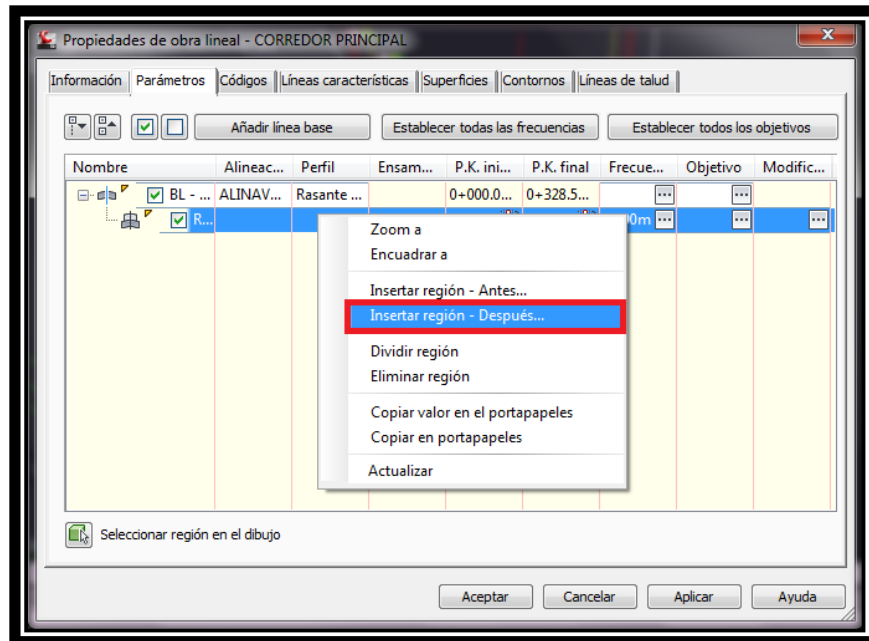 Propiedades de obra lineal - CORREDOR PRINCIPAL
Información Parámetros Códigos Líneas características Superficies Contornos Líneas de talud
Añadir línea base Establecer todas las frecuencias Establecer todos los objetivos
Nombre Alineac... Perfil Ensam... P.K. ini... P.K. final Frecue... Objetivo Modific...
BL - ... ALINAV... Rasante ... 0+000.0... 0+328.5... ... ...
R... ... ... ...
Zoom a
Encuadrar a
Insertar región - Antes...
Insertar región - Después...
Dividir región
Eliminar región
Copiar valor en el portapapeles
Copiar en portapapeles
Actualizar
Seleccionar región en el dibujo
Aceptar Cancelar Aplicar Ayuda